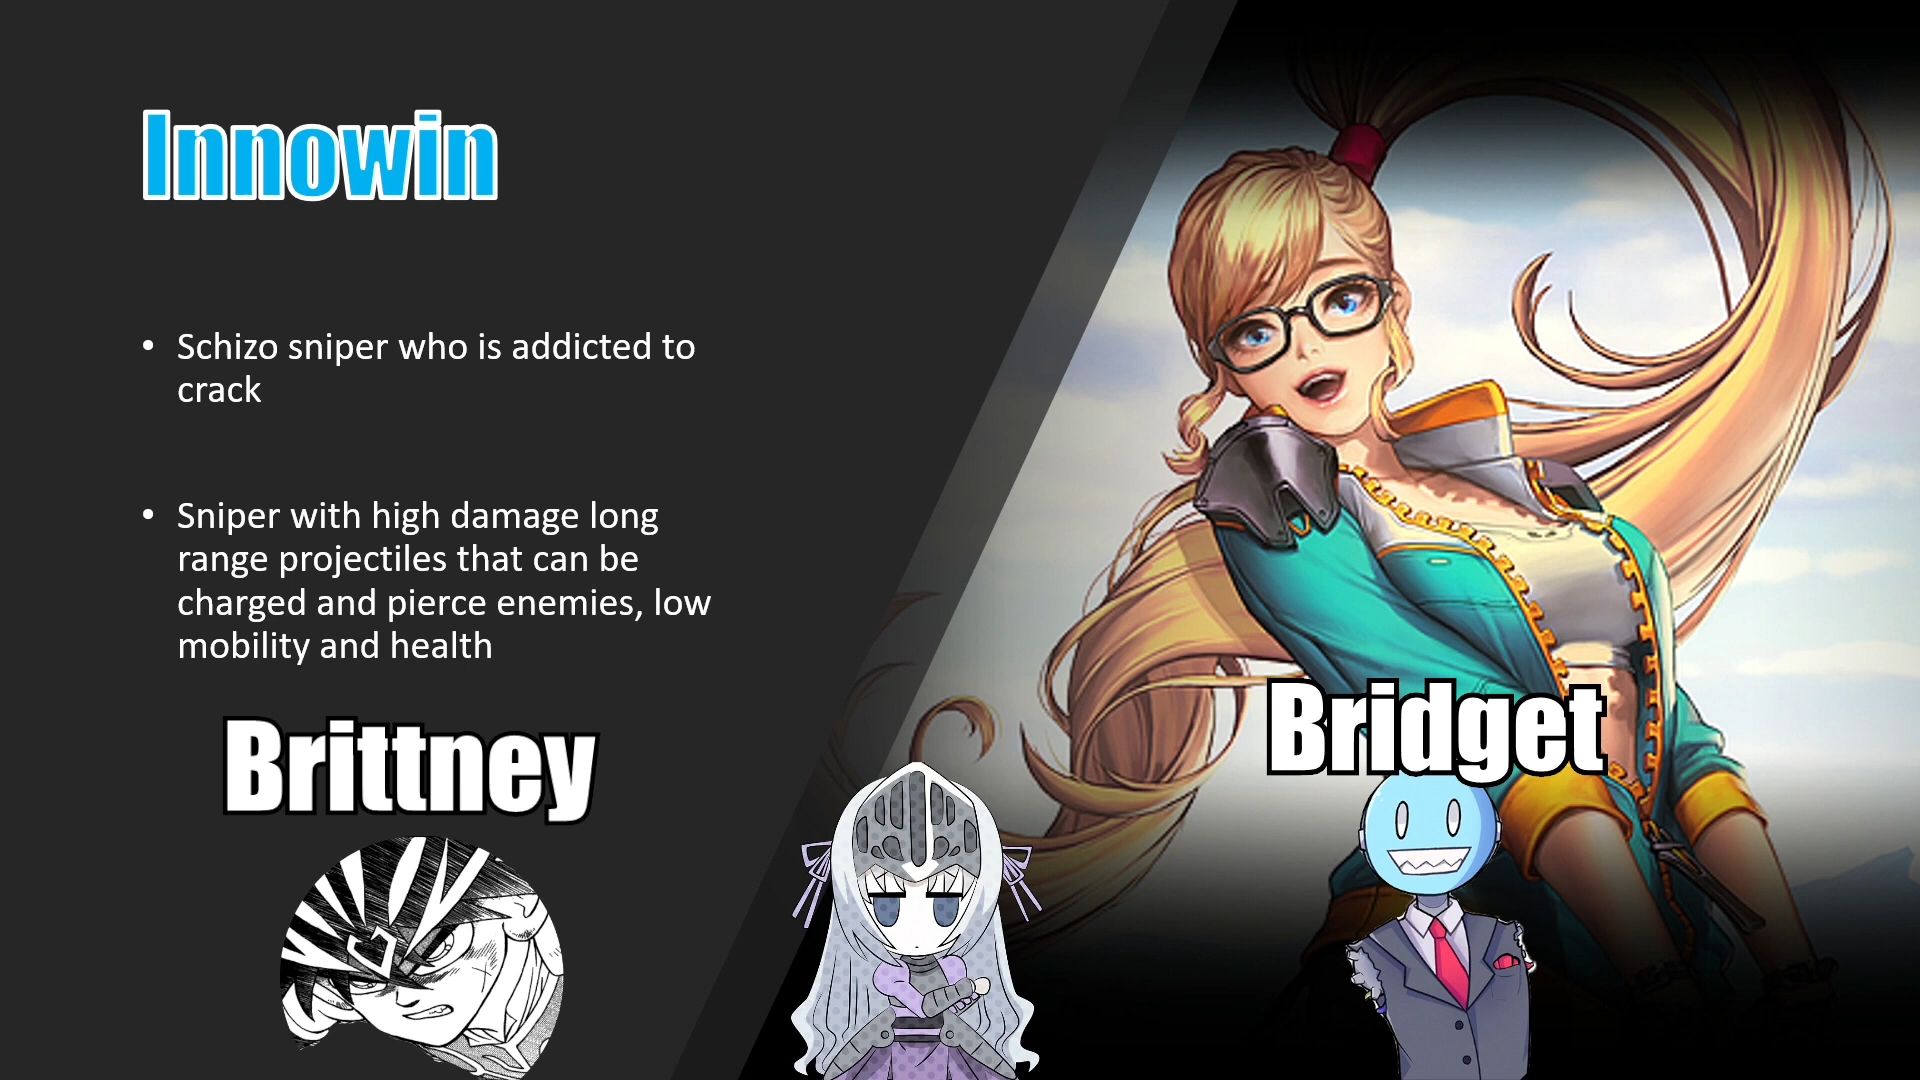 Innowin
• Schizo sniper who is addicted to
crack
• Sniper with high damage long
range projectiles that can be
charged and pierce enemies, low
mobility and health
Brittney
Bridget